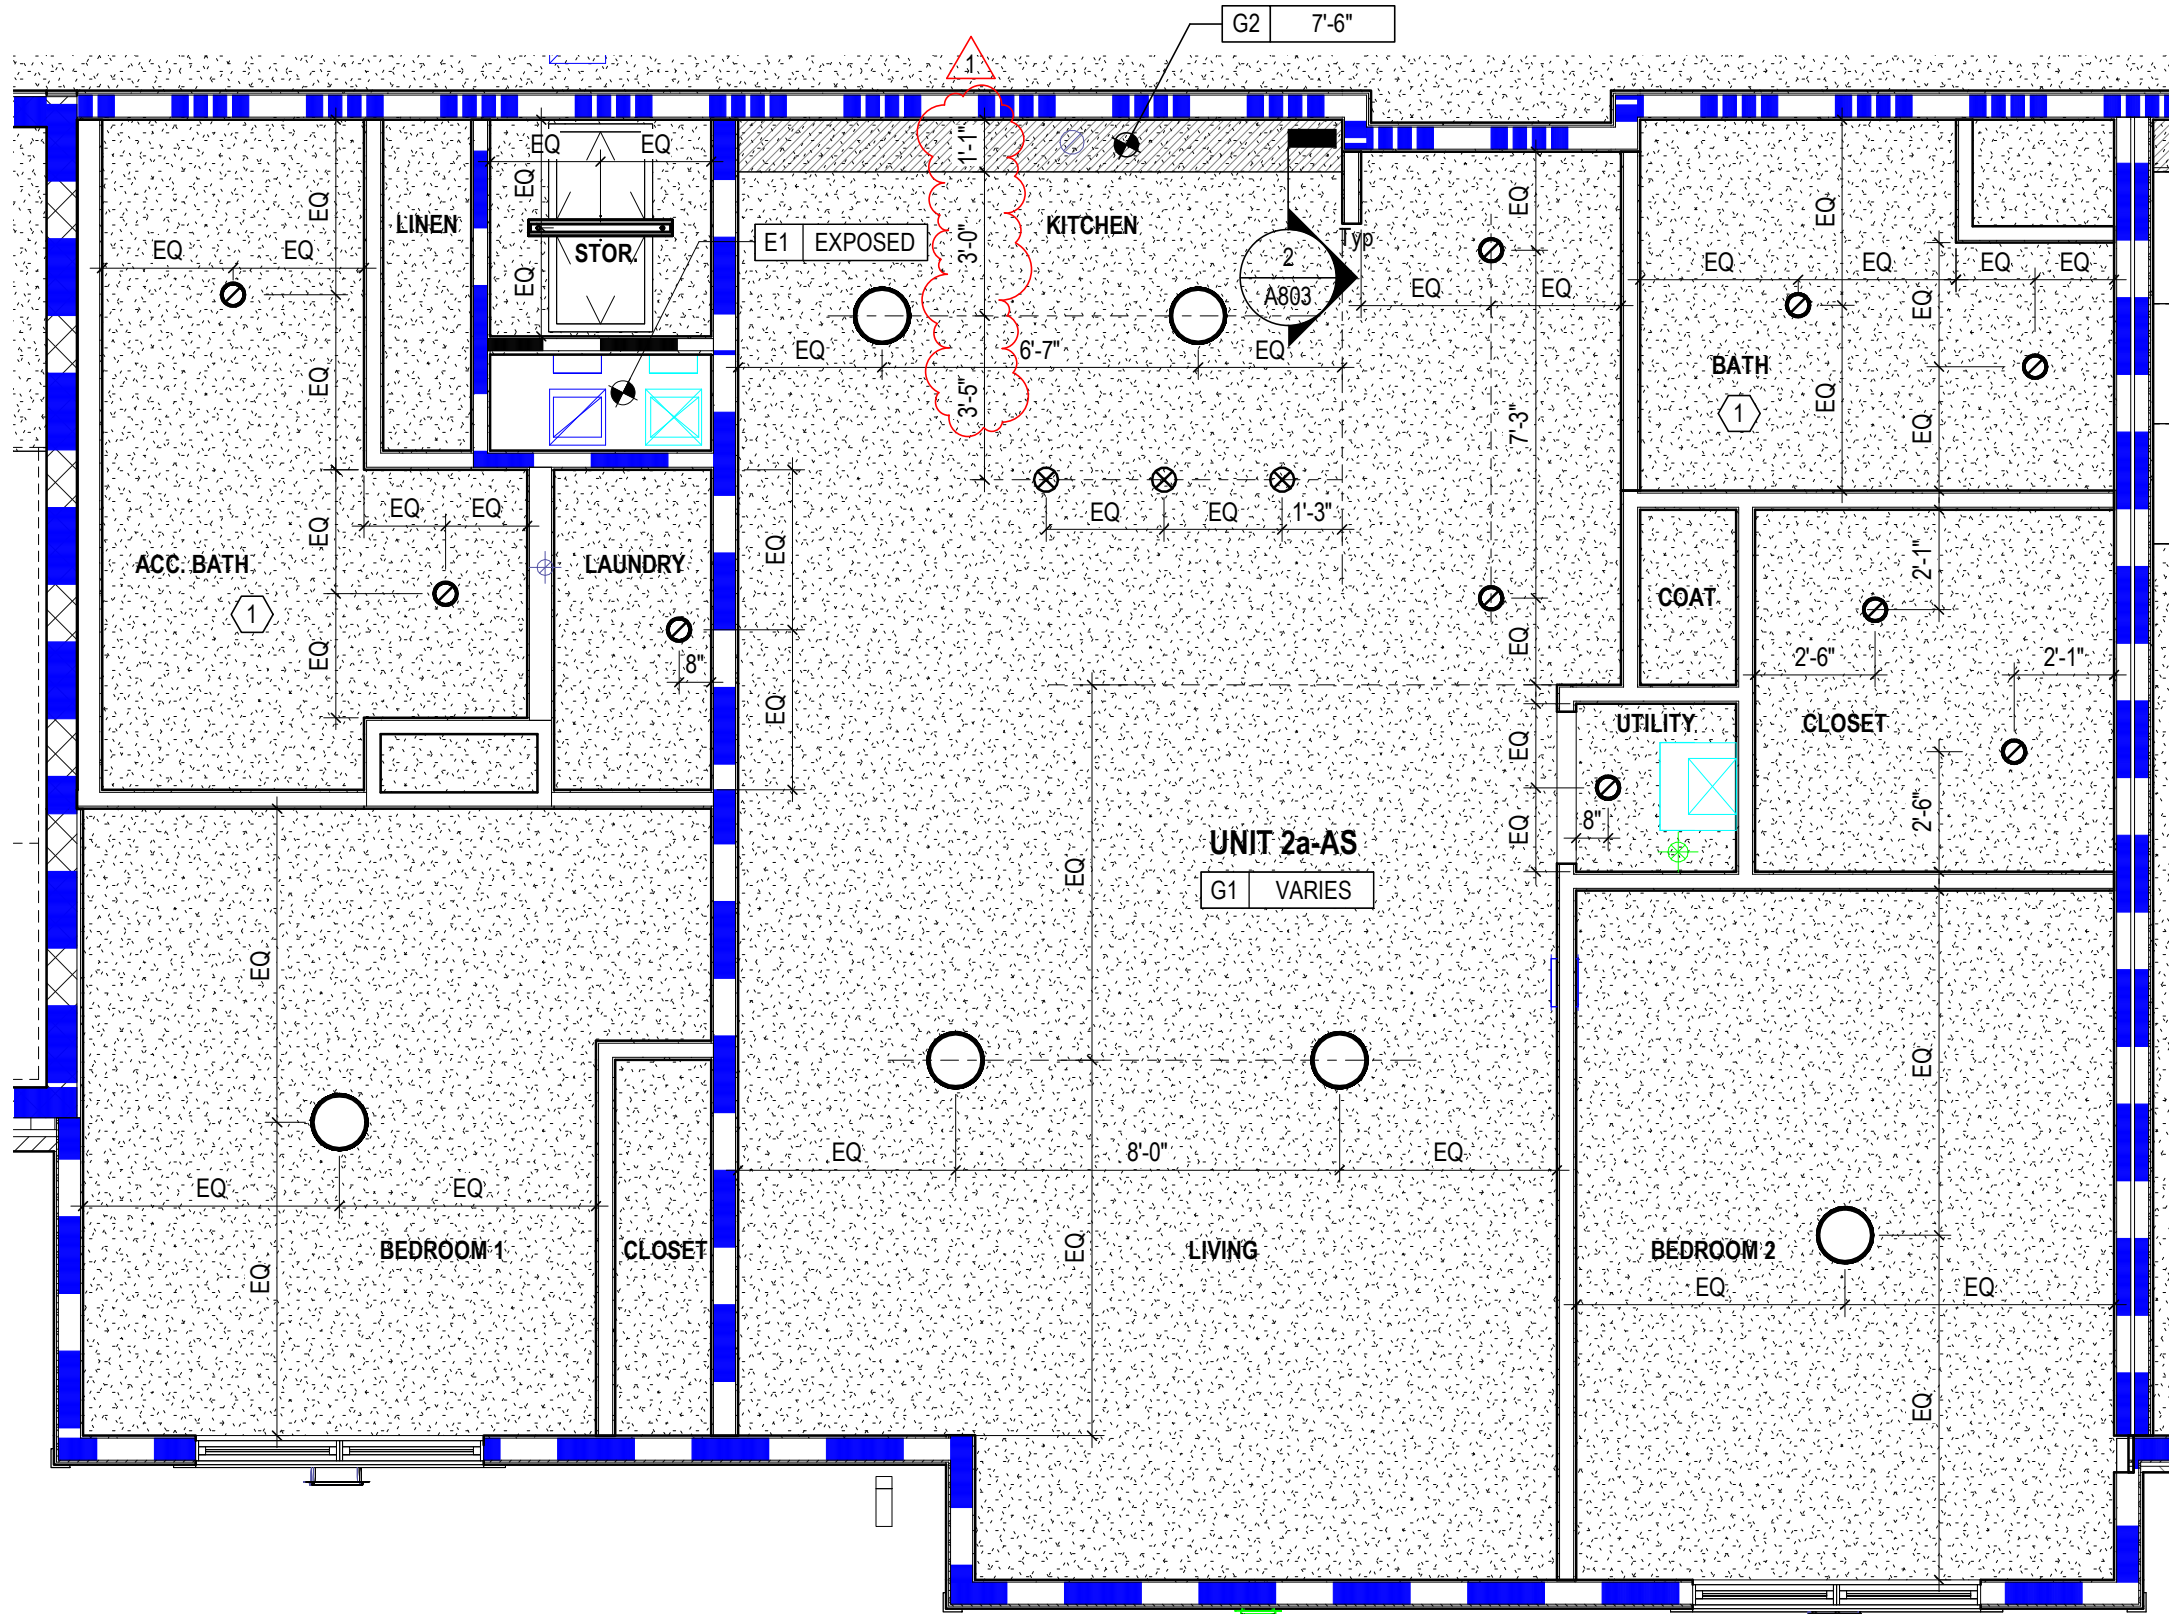 G2 7'-6"
1
1'-1"
EQ EQ
EQ
EQ
EQ
EQ
LINEN
STOR.
E1 EXPOSED
3'-0"
KITCHEN
2
A803
Typ
EQ EQ
EQ
EQ EQ
EQ EQ EQ EQ
EQ
EQ
EQ
EQ
EQ 6'-7" EQ
3'-5"
BATH
1
EQ
EQ
7'-3"
EQ EQ
EQ EQ 1'-3"
EQ
EQ
ACC. BATH
LAUNDRY
1
2'-1"
COAT
EQ
EQ
8"
2'-6" 2'-1"
EQ
UTILITY
CLOSET
EQ
8"
2'-6"
EQ
UNIT 2a-AS
G1 VARIES
EQ
EQ
EQ
EQ 8'-0" EQ
EQ EQ
BEDROOM 1
CLOSET
LIVING
BEDROOM 2
EQ
EQ
EQ EQ
EQ